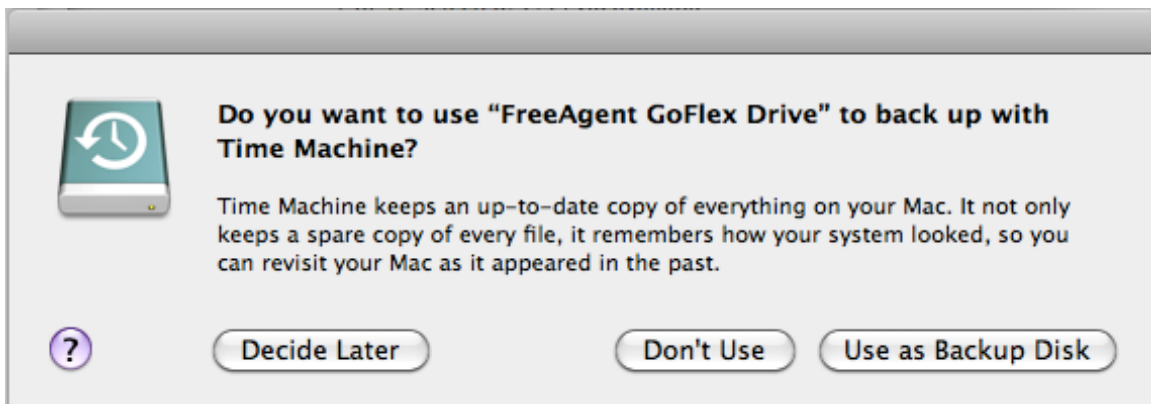 Do you want to use “FreeAgent GoFlex Drive” to back up with
Time Machine?
Time Machine keeps an up-to-date copy of everything on your Mac. It not only
keeps a spare copy of every file, it remembers how your system looked, so you
can revisit your Mac as it appeared in the past.
? Decide Later Don't Use Use as Backup Disk